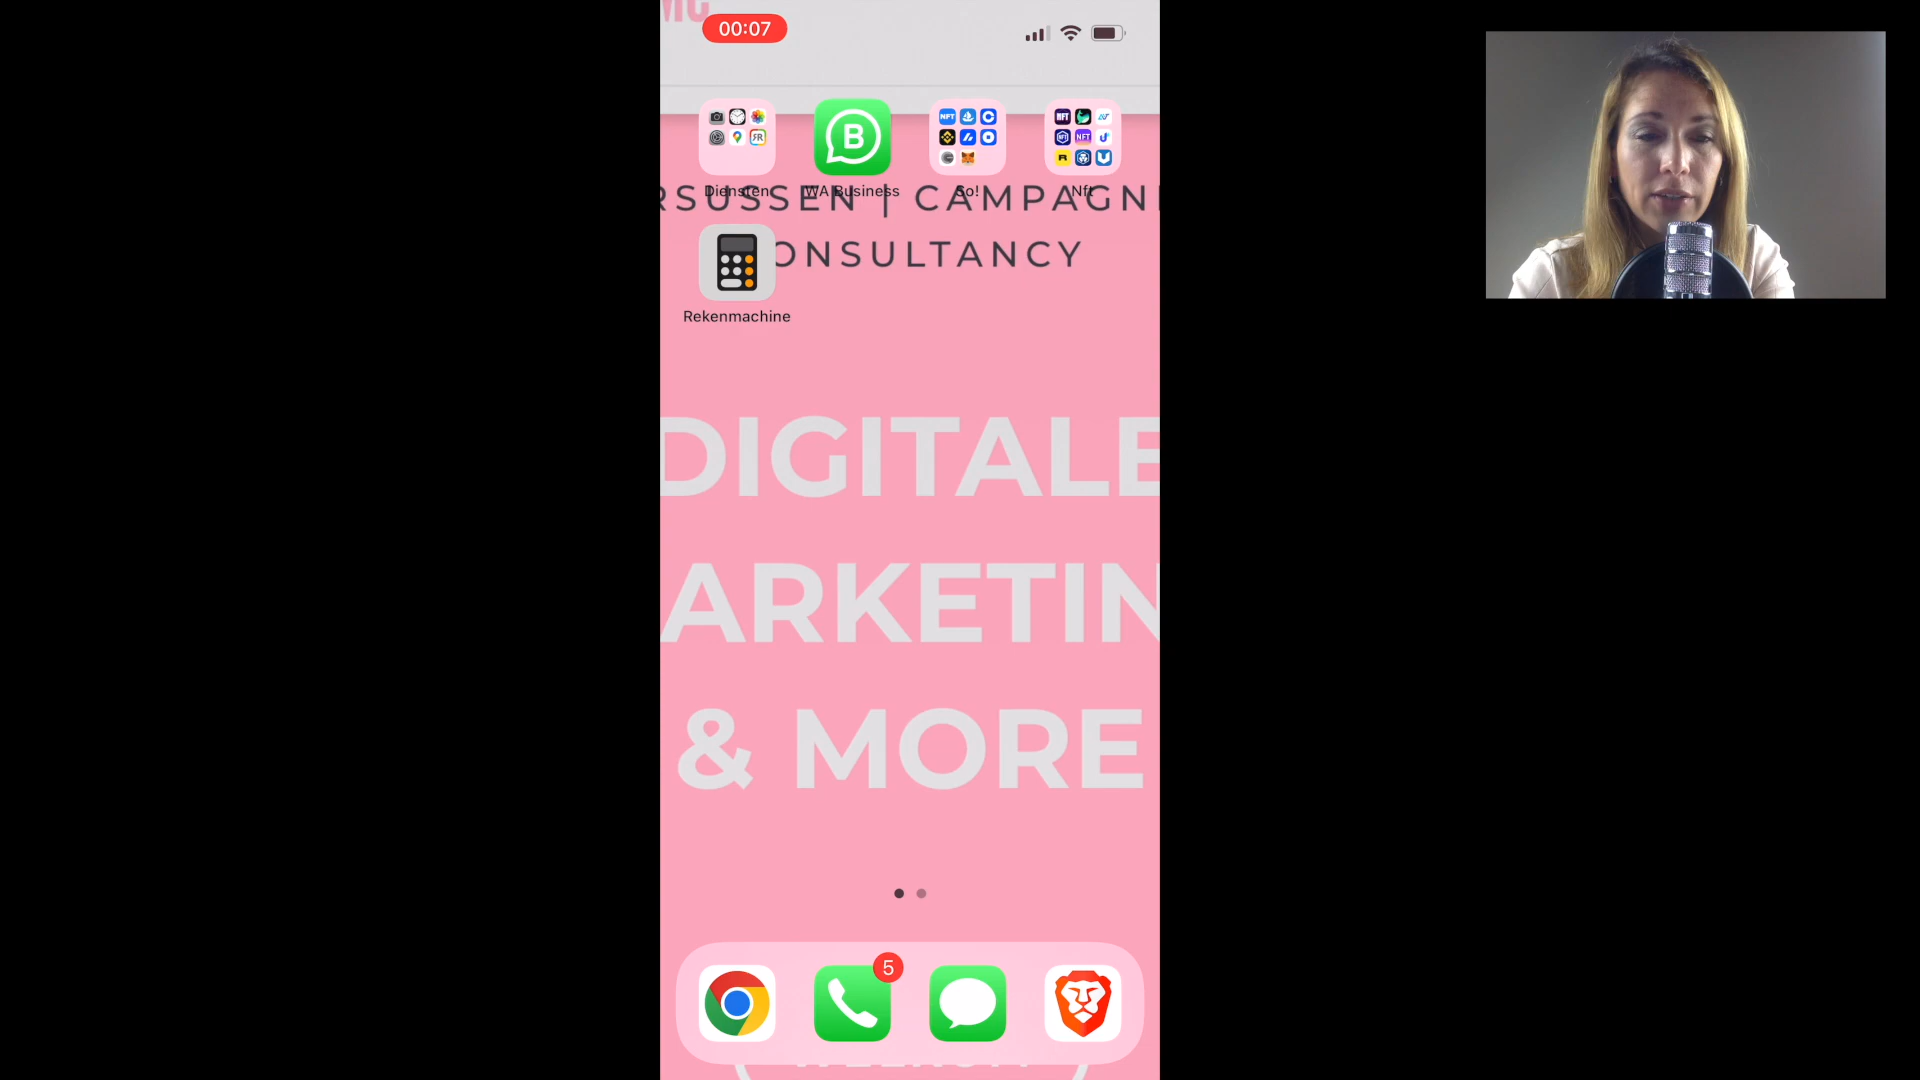 00:07
Diensten
WA Business
So!
Nft
RSUSSEN | CAMPAGN
ONSULTANCY
Rekenmachine
DIGITALE
ARKETIN
& MORE
5